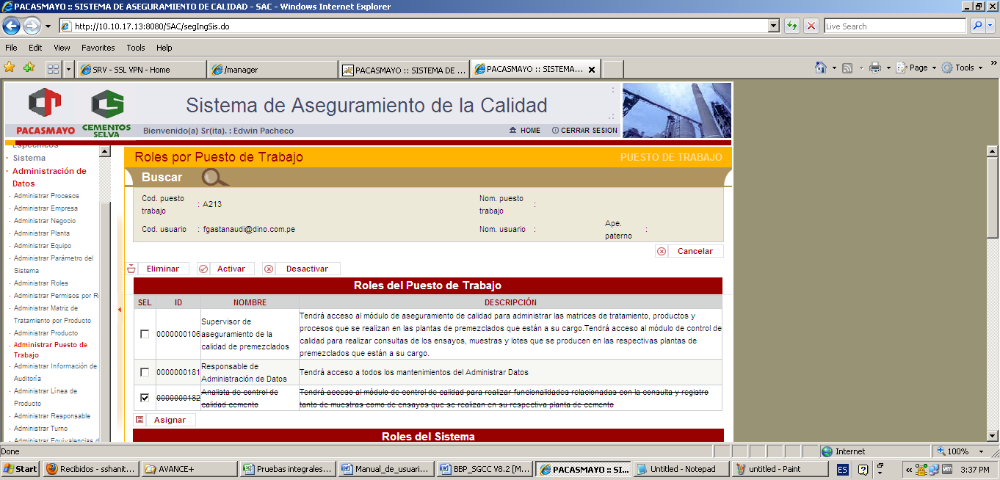 PACASMAYO :: SISTEMA DE ASEGURAMIENTO DE CALIDAD - SAC - Windows Internet Explorer
http://10.10.17.13:8080/SAC/segIngSis.do
Live Search
File Edit View Favorites Tools Help
SRV - SSL VPN - Home
/manager
PACASMAYO :: SISTEMA DE ...
PACASMAYO :: SISTEMA...
Page
Tools
PACASMAYO
CEMENTOS
SELVA
Sistema de Aseguramiento de la Calidad
Bienvenido(a) Sr(ita). : Edwin Pacheco
HOME
CERRAR SESION
Específicos
Sistema
Administración de
Datos
Administrar Procesos
Administrar Empresa
Administrar Negocio
Administrar Planta
Administrar Equipo
Administrar Parámetro del
Sistema
Administrar Roles
Administrar Permisos por R
Administrar Matriz de
Tratamiento por Producto
Administrar Producto
Administrar Puesto de
Trabajo
Administrar Información de
Auditoría
Administrar Línea de
Producto
Administrar Responsable
Administrar Turno
Administrar Equivalencias d
Roles por Puesto de Trabajo
PUESTO DE TRABAJO
Buscar
Cod. puesto
trabajo
: A213
Nom. puesto
trabajo
:
Cod. usuario
: fgastanaudi@dino.com.pe
Nom. usuario
:
Ape.
paterno
:
Cancelar
Eliminar
Activar
Desactivar
Roles del Puesto de Trabajo
SEL ID NOMBRE DESCRIPCIÓN
0000000106
Supervisor de
aseguramiento de la
calidad de premezclados
Tendrá acceso al módulo de aseguramiento de calidad para administrar las matrices de tratamiento, productos y
procesos que se realizan en las plantas de premezclados que están a su cargo.Tendrá acceso al módulo de control de
calidad para realizar consultas de los ensayos, muestras y lotes que se producen en las respectivas plantas de
premezclados que están a su cargo.
0000000181
Responsable de
Administración de Datos
Tendrá acceso a todos los mantenimientos del Administrar Datos
0000000182
Analista de control de
calidad cemento
Tendrá acceso al módulo de control de calidad para realizar funcionalidades relacionadas con la consulta y registro
tanto de muestras como de ensayos que se realizan en su respectiva planta de cemento
Asignar
Roles del Sistema
Done
Internet
100%
Start
Recibidos - sshanit...
AVANCE+
Pruebas integrales...
Manual_de_usuari...
BBP_SGCC V8.2 [M...
PACASMAYO :: SI...
Untitled - Notepad
untitled - Paint
ES
3:37 PM